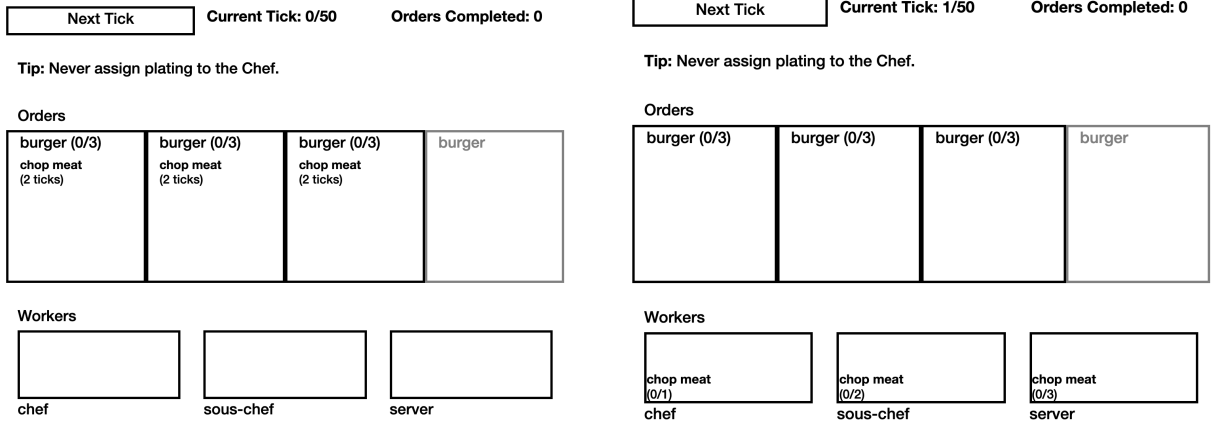 Next Tick
Current Tick: 0/50
Orders Completed: 0
Tip: Never assign plating to the Chef.
Orders
burger (0/3)
chop meat
(2 ticks)
burger (0/3)
chop meat
(2 ticks)
burger (0/3)
chop meat
(2 ticks)
burger
Workers
chef
sous-chef
server
Next Tick
Current Tick: 1/50
Orders Completed: 0
Tip: Never assign plating to the Chef.
Orders
burger (0/3)
burger (0/3)
burger (0/3)
burger
Workers
chop meat
(0/1)
chef
chop meat
(0/2)
sous-chef
chop meat
(0/3)
server